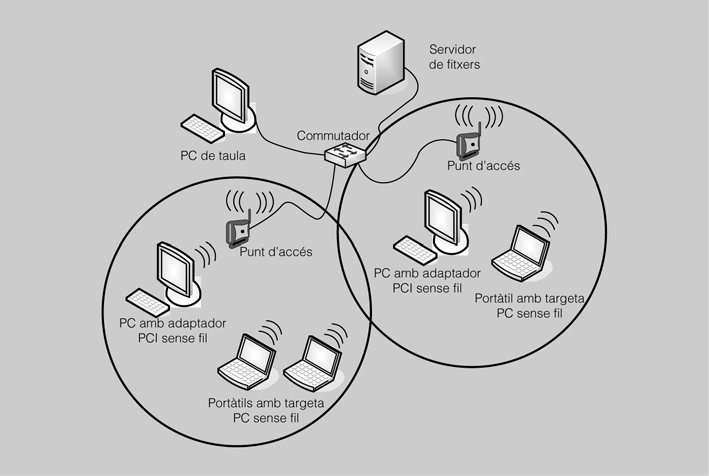 Servidor
de fitxers
Commutador
PC de taula
Punt d'accés
Punt d'accés
PC amb adaptador
PCI sense fil
Portàtil amb targeta
PC sense fil
PC amb adaptador
PCI sense fil
Portàtils amb targeta
PC sense fil